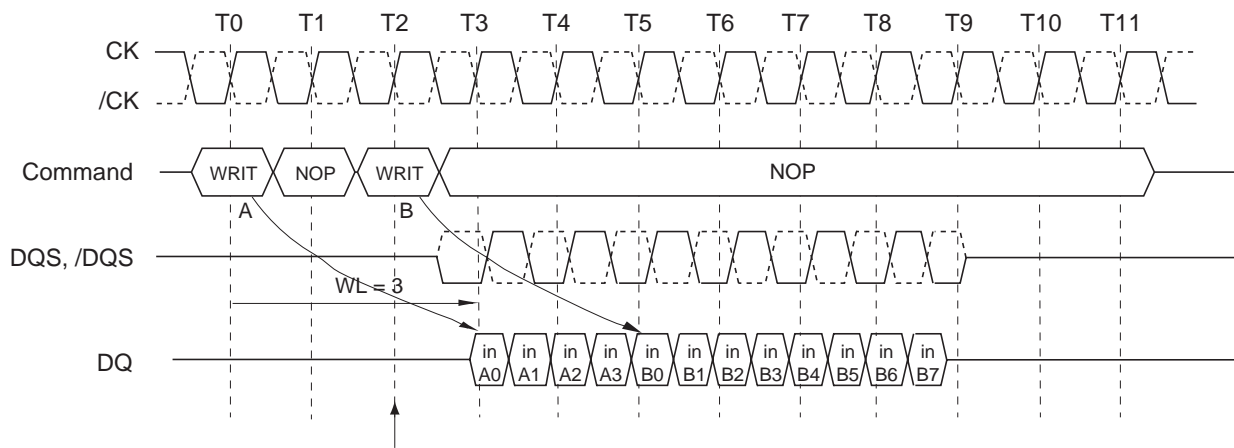 T0 T1 T2 T3 T4 T5 T6 T7 T8 T9 T10 T11
CK
/CK
Command WRIT NOP WRIT NOP
A B
DQS, /DQS
WL = 3
DQ in in in in in in in in in in in in
A0 A1 A2 A3 B0 B1 B2 B3 B4 B5 B6 B7